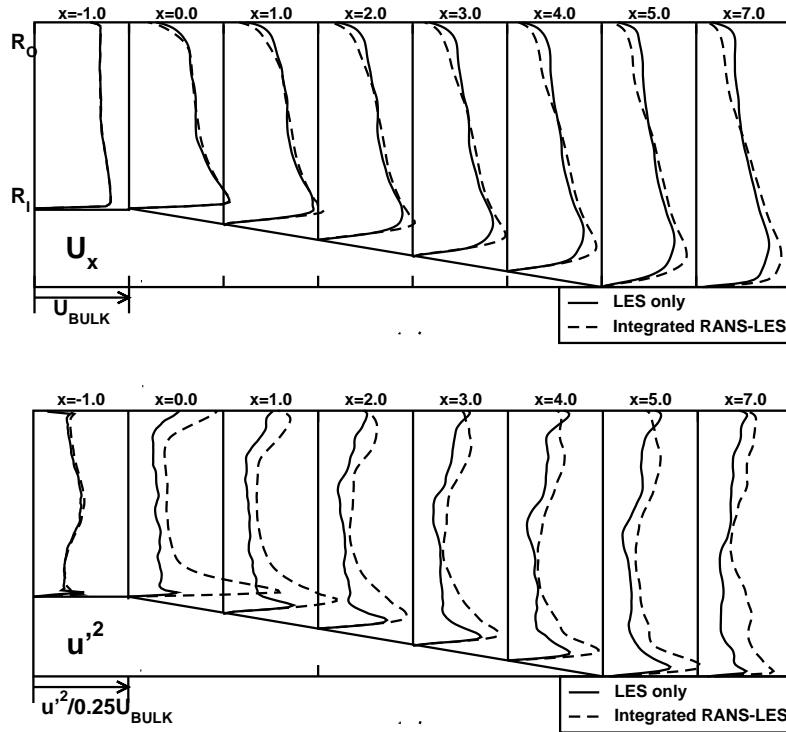 x=-1.0 x=0.0 x=1.0 x=2.0 x=3.0 x=4.0 x=5.0 x=7.0
R_O
R_I
U_x
U_BULK
LES only
Integrated RANS-LES
x=-1.0 x=0.0 x=1.0 x=2.0 x=3.0 x=4.0 x=5.0 x=7.0
u'^2
u'^2/0.25U_BULK
LES only
Integrated RANS-LES